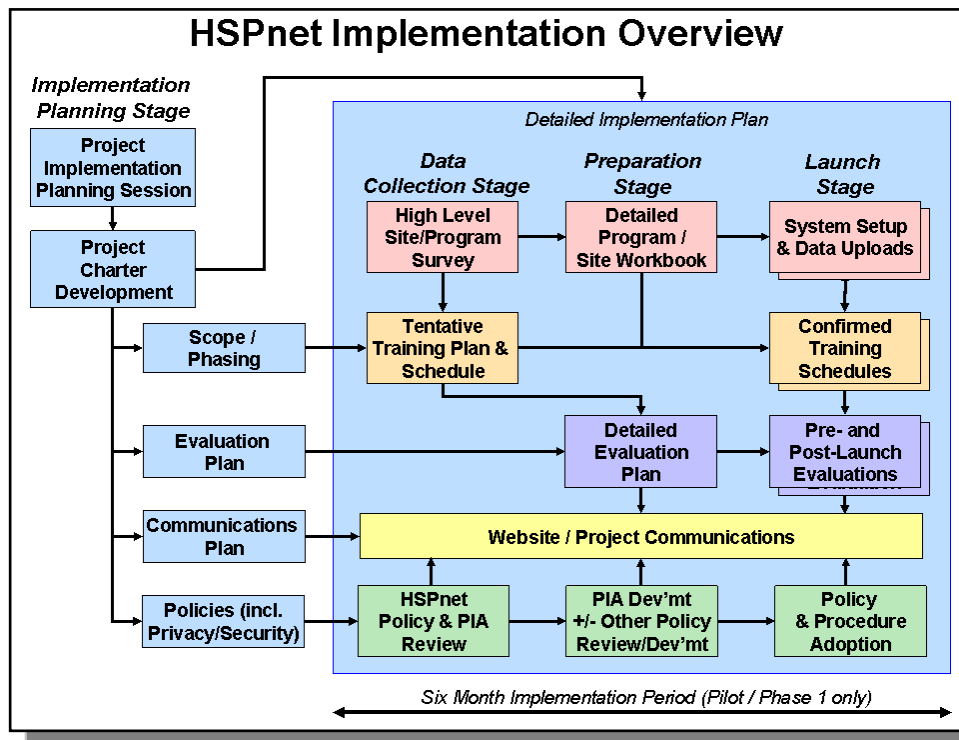 HSPnet Implementation Overview
Implementation
Planning Stage
Project
Implementation
Planning Session
Project
Charter
Development
Detailed Implementation Plan
Data
Collection Stage
Preparation
Stage
Launch
Stage
High Level
Site/Program
Survey
Detailed
Program /
Site Workbook
System Setup
& Data Uploads
Scope /
Phasing
Tentative
Training Plan &
Schedule
Confirmed
Training
Schedules
Evaluation
Plan
Detailed
Evaluation
Plan
Pre- and
Post-Launch
Evaluations
Communications
Plan
Website / Project Communications
Policies (incl.
Privacy/Security)
HSPnet
Policy & PIA
Review
PIA Dev'mt
+/- Other Policy
Review/Dev'mt
Policy
& Procedure
Adoption
Six Month Implementation Period (Pilot / Phase 1 only)